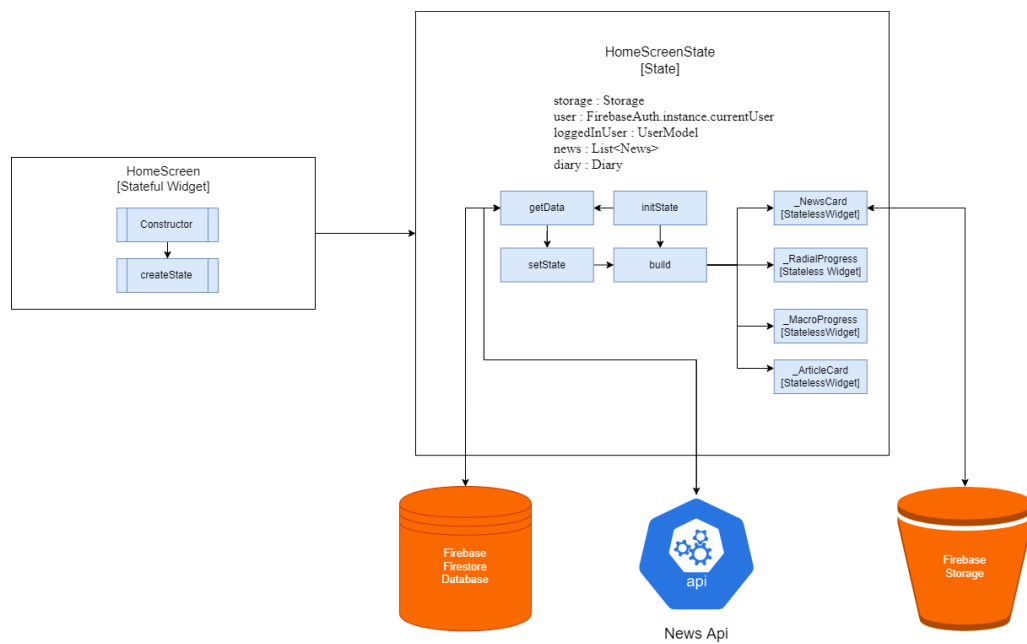 HomeScreenState
[State]
storage : Storage
user : FirebaseAuth.instance.currentUser
loggedInUser : UserModel
news : List<News>
diary : Diary
HomeScreen
[Stateful Widget]
Constructor
createState
getData
initState
setState
build
_NewsCard
[StatelessWidget]
_RadialProgress
[Stateless Widget]
_MacroProgress
[StatelessWidget]
_ArticleCard
[StatelessWidget]
Firebase
Firestore
Database
api
News Api
Firebase
Storage